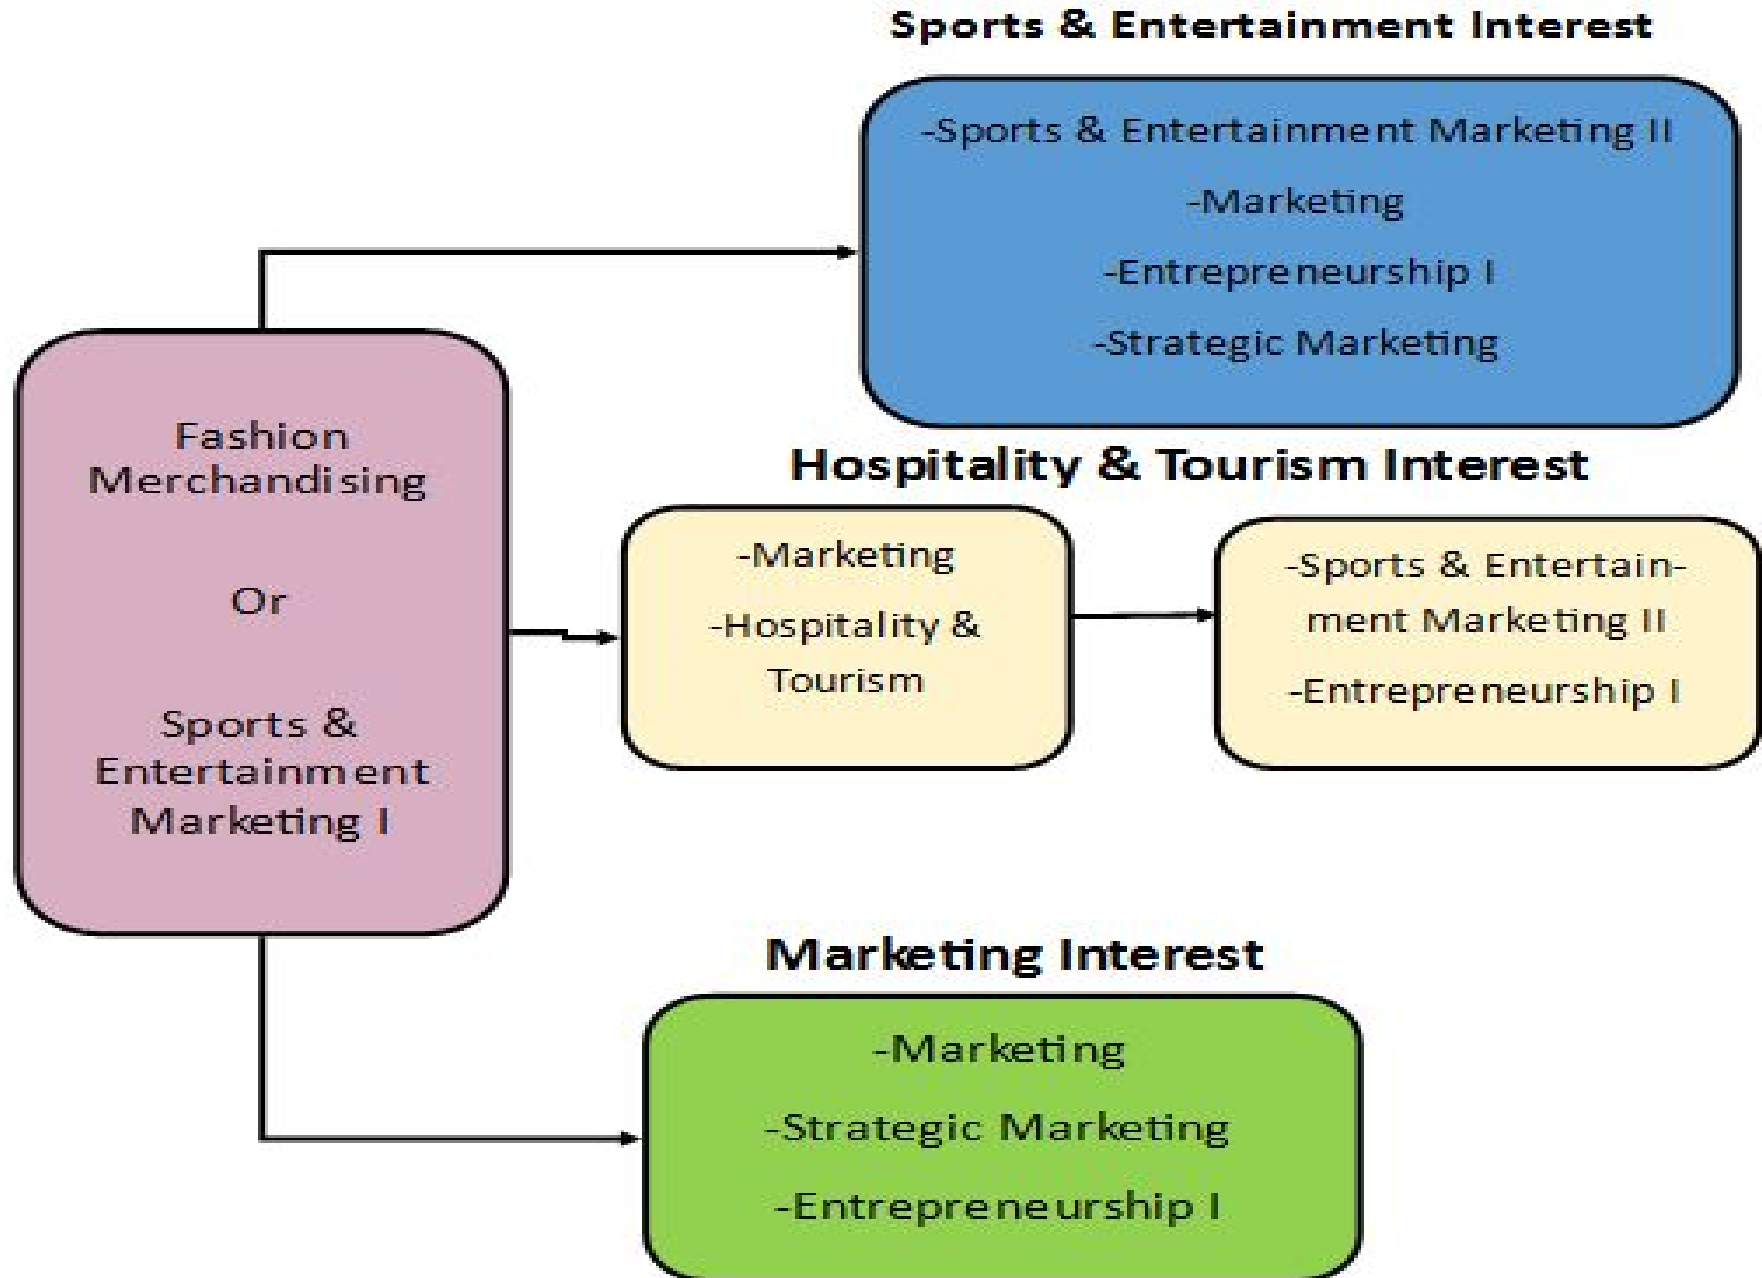 Sports & Entertainment Interest
-Sports & Entertainment Marketing II
-Marketing
-Entrepreneurship I
-Strategic Marketing
Fashion
Merchandising
Or
Sports &
Entertainment
Marketing I
Hospitality & Tourism Interest
-Marketing
-Hospitality &
Tourism
-Sports & Entertain-
ment Marketing II
-Entrepreneurship I
Marketing Interest
-Marketing
-Strategic Marketing
-Entrepreneurship I